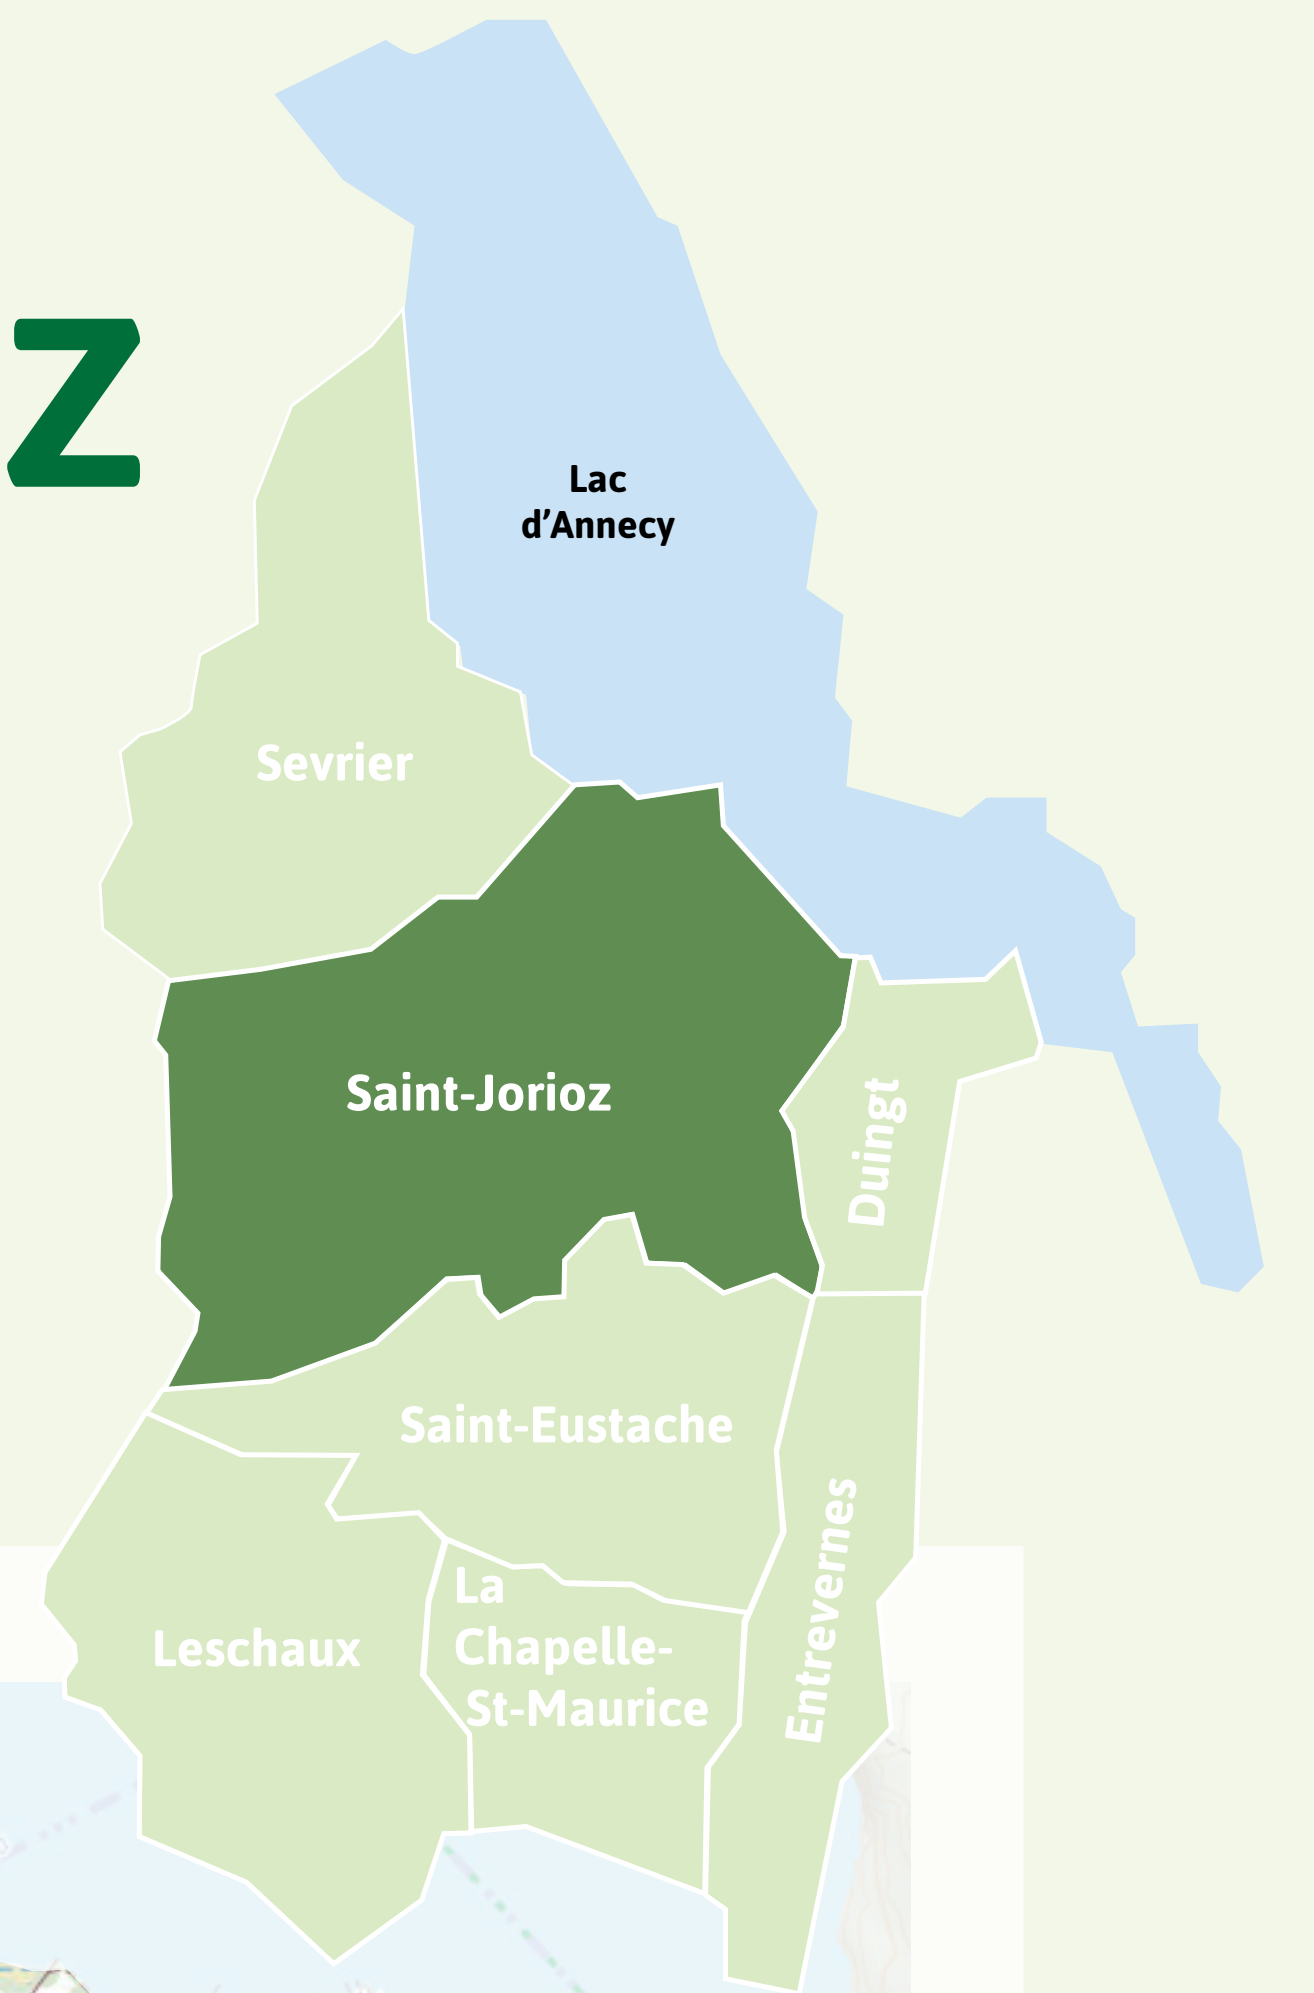 Z
Lac
d’Annecy
Sevrier
Saint-Jorioz
Duingt
Saint-Eustache
Entrevernes
La
Chapelle-
St-Maurice
Leschaux